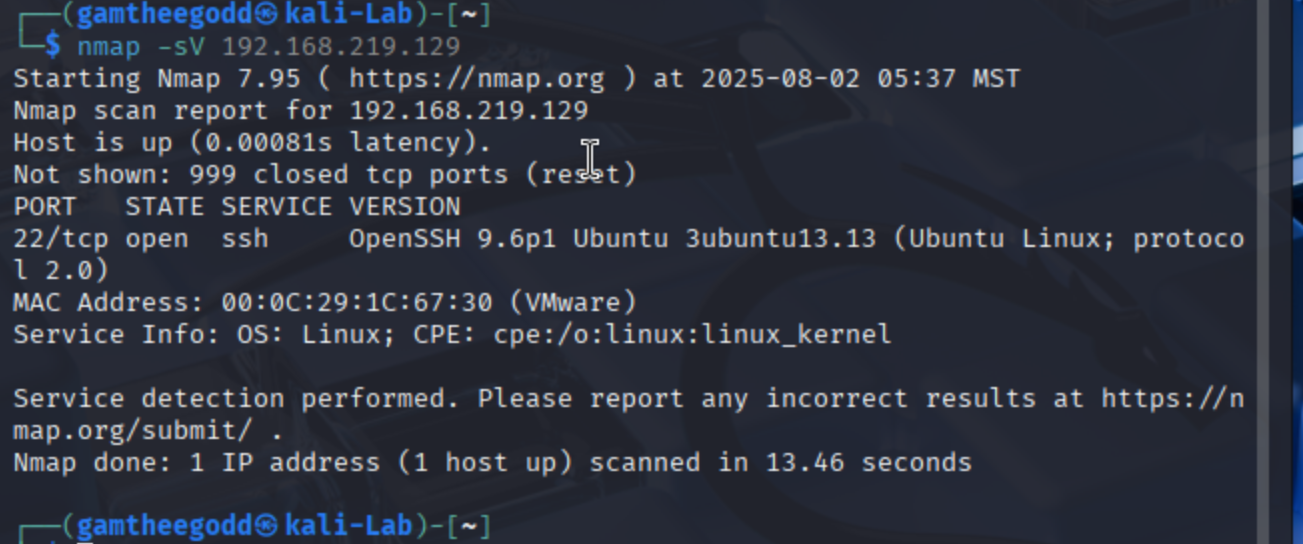 ┌──(gamtheegodd㉿kali-Lab)-[~]
└─$ nmap -sV 192.168.219.129
Starting Nmap 7.95 ( https://nmap.org ) at 2025-08-02 05:37 MST
Nmap scan report for 192.168.219.129
Host is up (0.00081s latency).
Not shown: 999 closed tcp ports (reset)
PORT   STATE SERVICE VERSION
22/tcp open  ssh     OpenSSH 9.6p1 Ubuntu 3ubuntu13.13 (Ubuntu Linux; protoco
l 2.0)
MAC Address: 00:0C:29:1C:67:30 (VMware)
Service Info: OS: Linux; CPE: cpe:/o:linux:linux_kernel
Service detection performed. Please report any incorrect results at https://n
map.org/submit/ .
Nmap done: 1 IP address (1 host up) scanned in 13.46 seconds
┌──(gamtheegodd㉿kali-Lab)-[~]